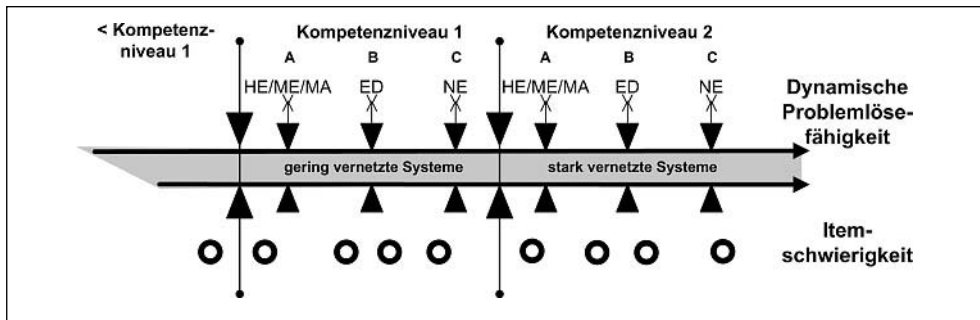 < Kompetenz-
niveau 1
Kompetenzniveau 1
Kompetenzniveau 2
A
B
C
A
B
C
HE/ME/MA
ED
NE
HE/ME/MA
ED
NE
Dynamische
Problemlöse-
fähigkeit
gering vernetzte Systeme
stark vernetzte Systeme
Item-
schwierigkeit